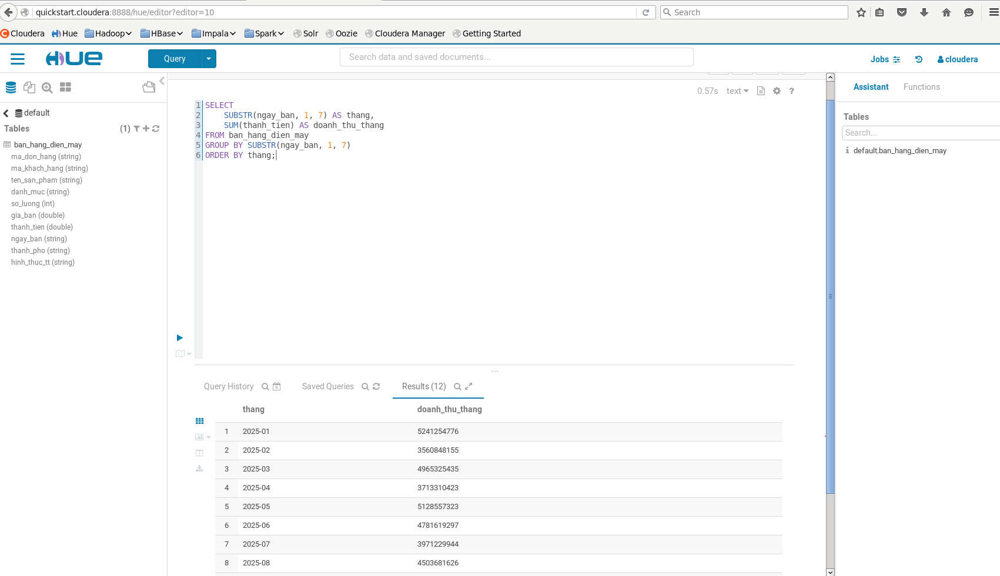 quickstart.cloudera:8888/hue/editor?editor=10
Search
Cloudera Hue Hadoop HBase Impala Spark Solr Oozie Cloudera Manager Getting Started
HUE
Query
Search data and saved documents...
Jobs
cloudera
default
Tables (1)
ban_hang_dien_may
ma_don_hang (string)
ma_khach_hang (string)
ten_san_pham (string)
danh_muc (string)
so_luong (int)
gia_ban (double)
thanh_tien (double)
ngay_ban (string)
thanh_pho (string)
hinh_thuc_tt (string)
0.57s text ?
1 SELECT
2 SUBSTR(ngay_ban, 1, 7) AS thang,
3 SUM(thanh_tien) AS doanh_thu_thang
4 FROM ban_hang_dien_may
5 GROUP BY SUBSTR(ngay_ban, 1, 7)
6 ORDER BY thang;
Query History
Saved Queries
Results (12)
thang doanh_thu_thang
1 2025-01 5241254776
2 2025-02 3560848155
3 2025-03 4965325435
4 2025-04 3713310423
5 2025-05 5128557323
6 2025-06 4781619297
7 2025-07 3971229944
8 2025-08 4503681626
Assistant
Functions
Tables
Search...
i default.ban_hang_dien_may